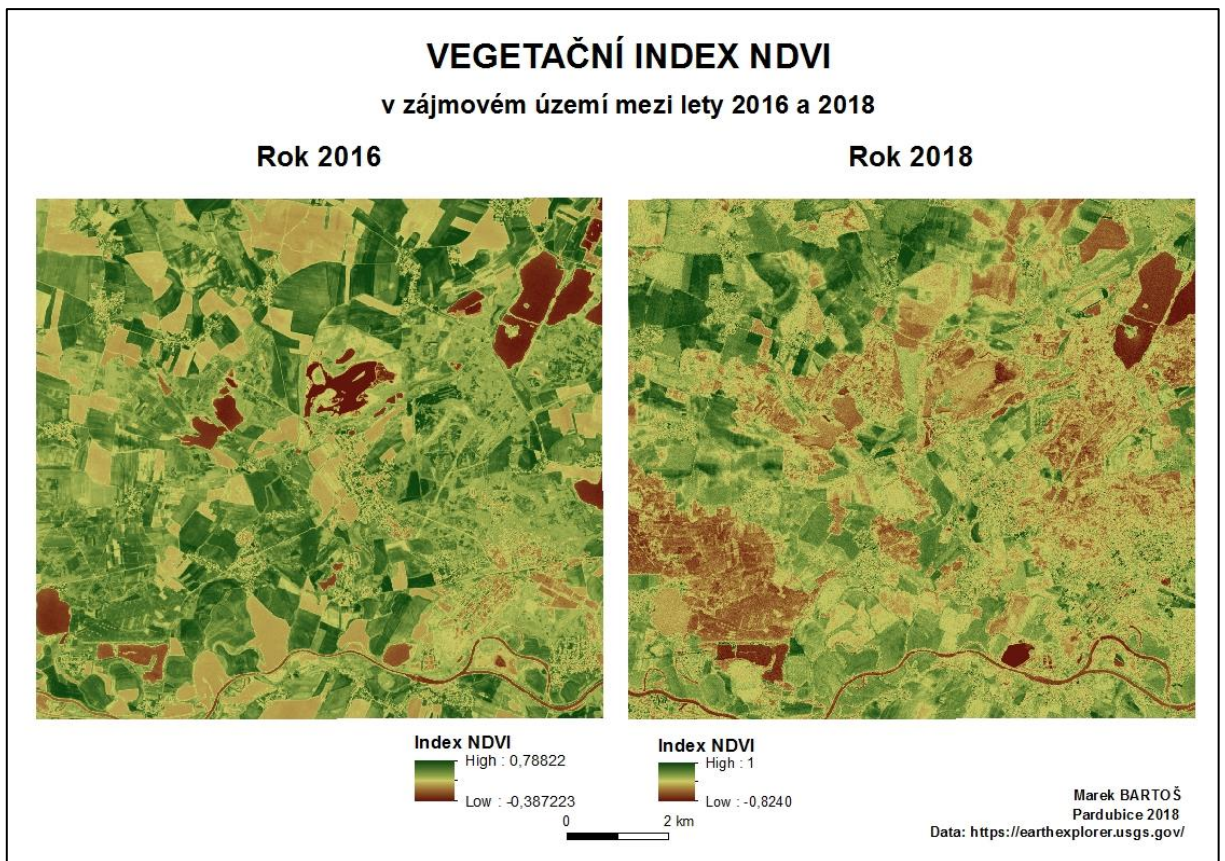 VEGETAČNÍ INDEX NDVI
v zájmovém území mezi lety 2016 a 2018
Rok 2016
Rok 2018
Index NDVI
High : 0,78822
Low : -0,387223
Index NDVI
High : 1
Low : -0,8240
0 2 km
Marek BARTOŠ
Pardubice 2018
Data: https://earthexplorer.usgs.gov/